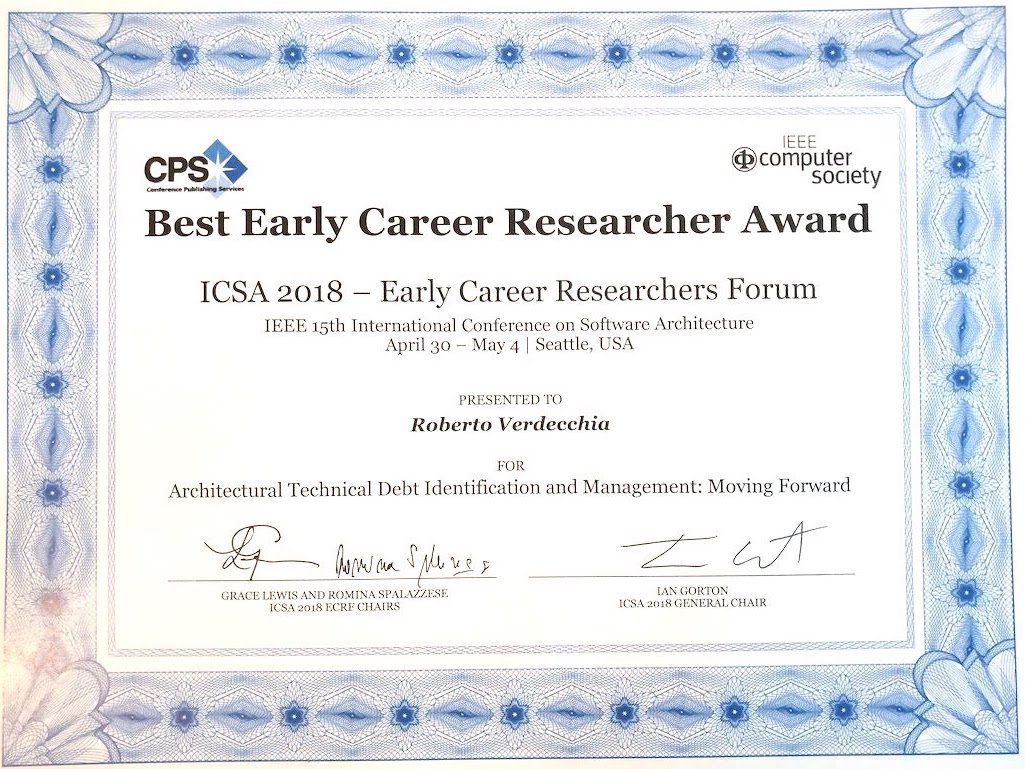 CPS
Conference Publishing Services
IEEE
computer
society
Best Early Career Researcher Award
ICSA 2018 – Early Career Researchers Forum
IEEE 15th International Conference on Software Architecture
April 30 – May 4 | Seattle, USA
PRESENTED TO
Roberto Verdecchia
FOR
Architectural Technical Debt Identification and Management: Moving Forward
GRACE LEWIS AND ROMINA SPALAZZESE
ICSA 2018 ECRF CHAIRS
IAN GORTON
ICSA 2018 GENERAL CHAIR